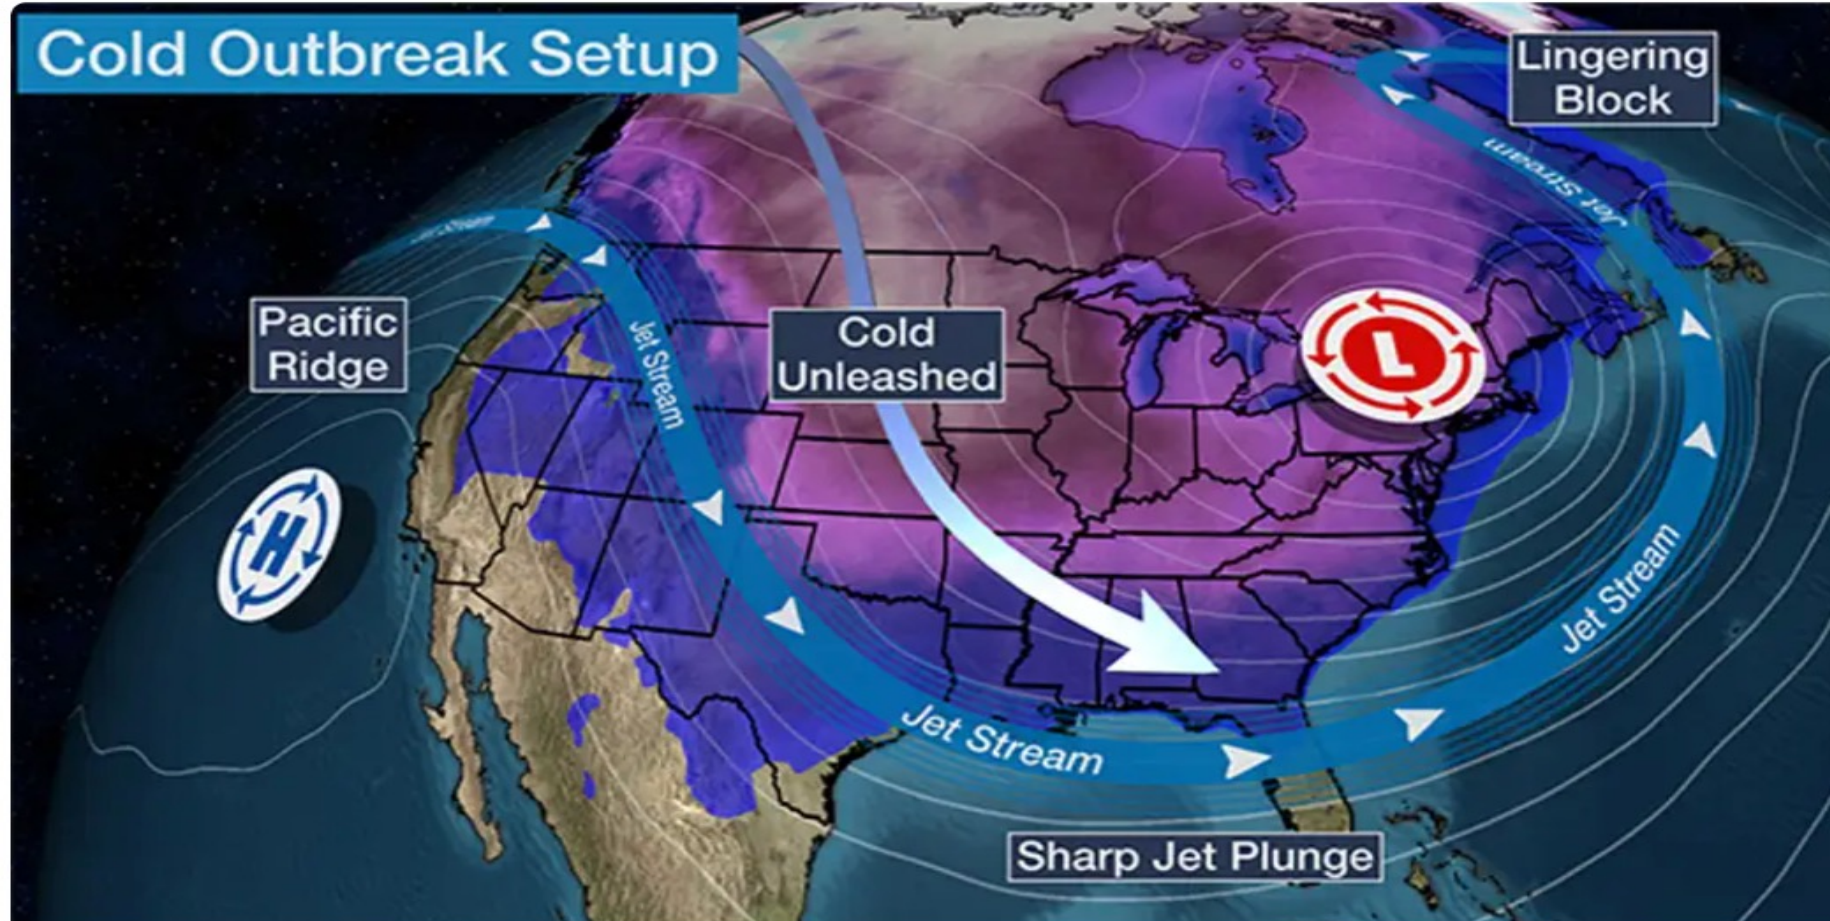 Cold Outbreak Setup
Lingering
Block
Jet Stream
Pacific
Ridge
Cold
Unleashed
Jet Stream
L
H
Jet Stream
Jet Stream
Sharp Jet Plunge